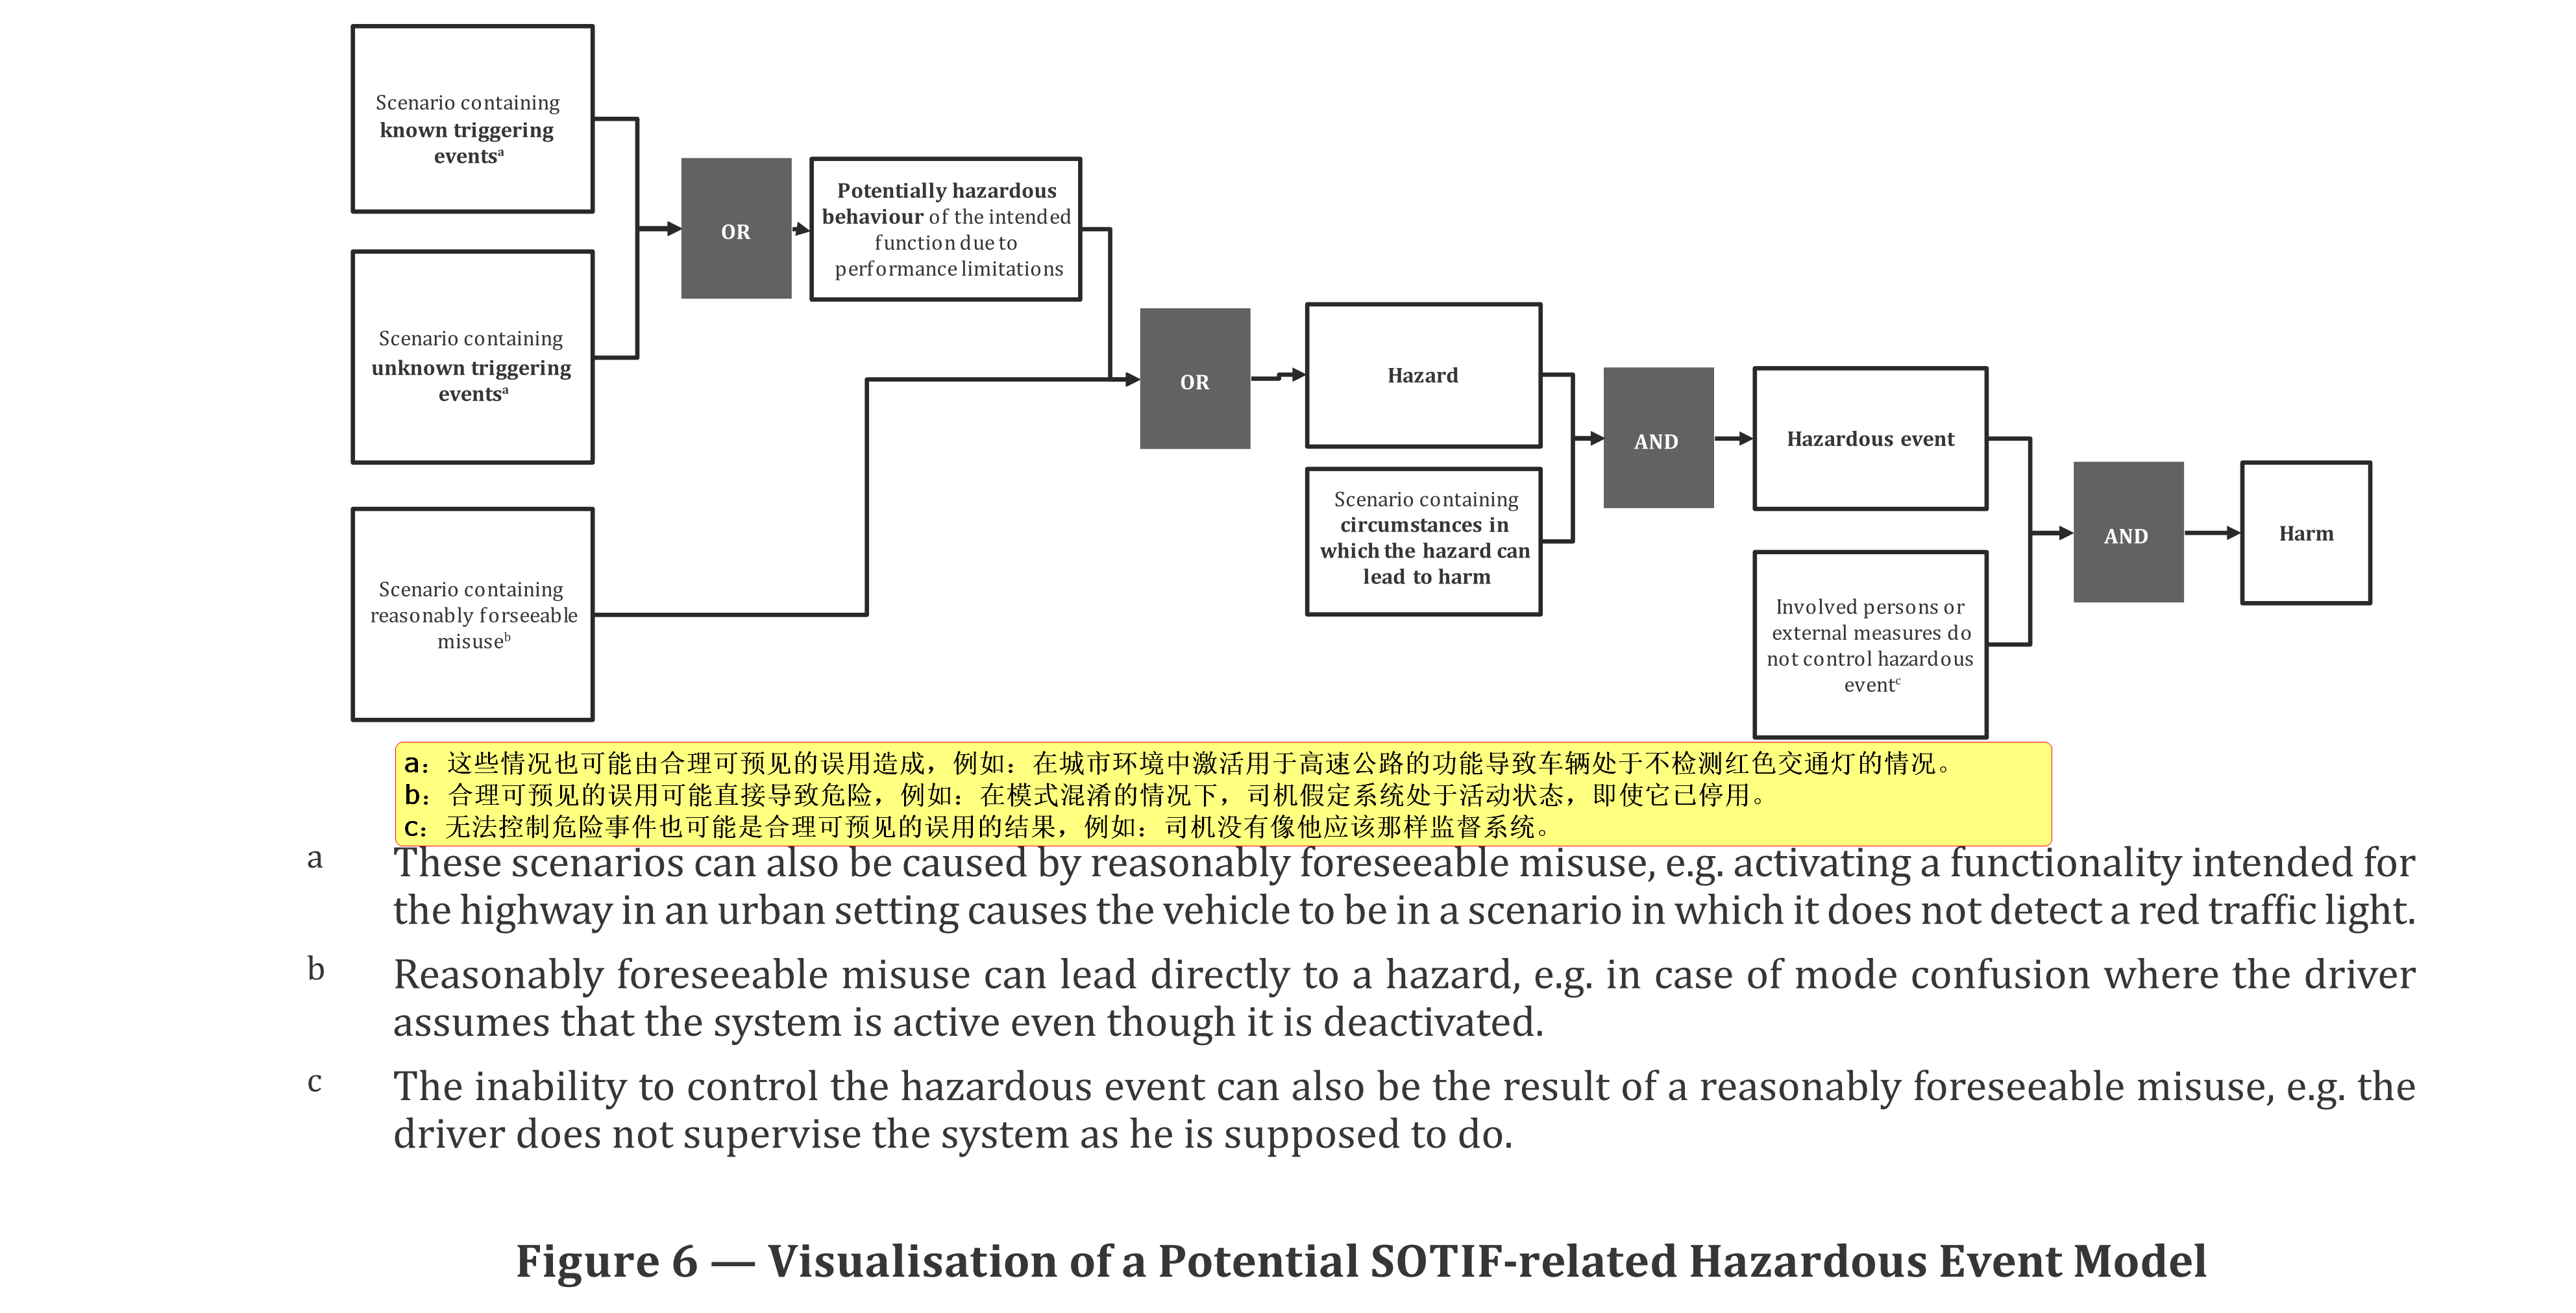 Scenario containing
known triggering
eventsᵃ
Scenario containing
unknown triggering
eventsᵃ
Scenario containing
reasonably forseeable
misuseᵇ
OR
Potentially hazardous
behaviour of the intended
function due to
performance limitations
OR
Hazard
Scenario containing
circumstances in
which the hazard can
lead to harm
AND
Hazardous event
Involved persons or
external measures do
not control hazardous
eventᶜ
AND
Harm
a：这些情况也可能由合理可预见的误用造成，例如：在城市环境中激活用于高速公路的功能导致车辆处于不检测红色交通灯的情况。
b：合理可预见的误用可能直接导致危险，例如：在模式混淆的情况下，司机假定系统处于活动状态，即使它已停用。
c：无法控制危险事件也可能是合理可预见的误用的结果，例如：司机没有像他应该那样监督系统。
a These scenarios can also be caused by reasonably foreseeable misuse, e.g. activating a functionality intended for
the highway in an urban setting causes the vehicle to be in a scenario in which it does not detect a red traffic light.
b Reasonably foreseeable misuse can lead directly to a hazard, e.g. in case of mode confusion where the driver
assumes that the system is active even though it is deactivated.
c The inability to control the hazardous event can also be the result of a reasonably foreseeable misuse, e.g. the
driver does not supervise the system as he is supposed to do.
Figure 6 — Visualisation of a Potential SOTIF-related Hazardous Event Model